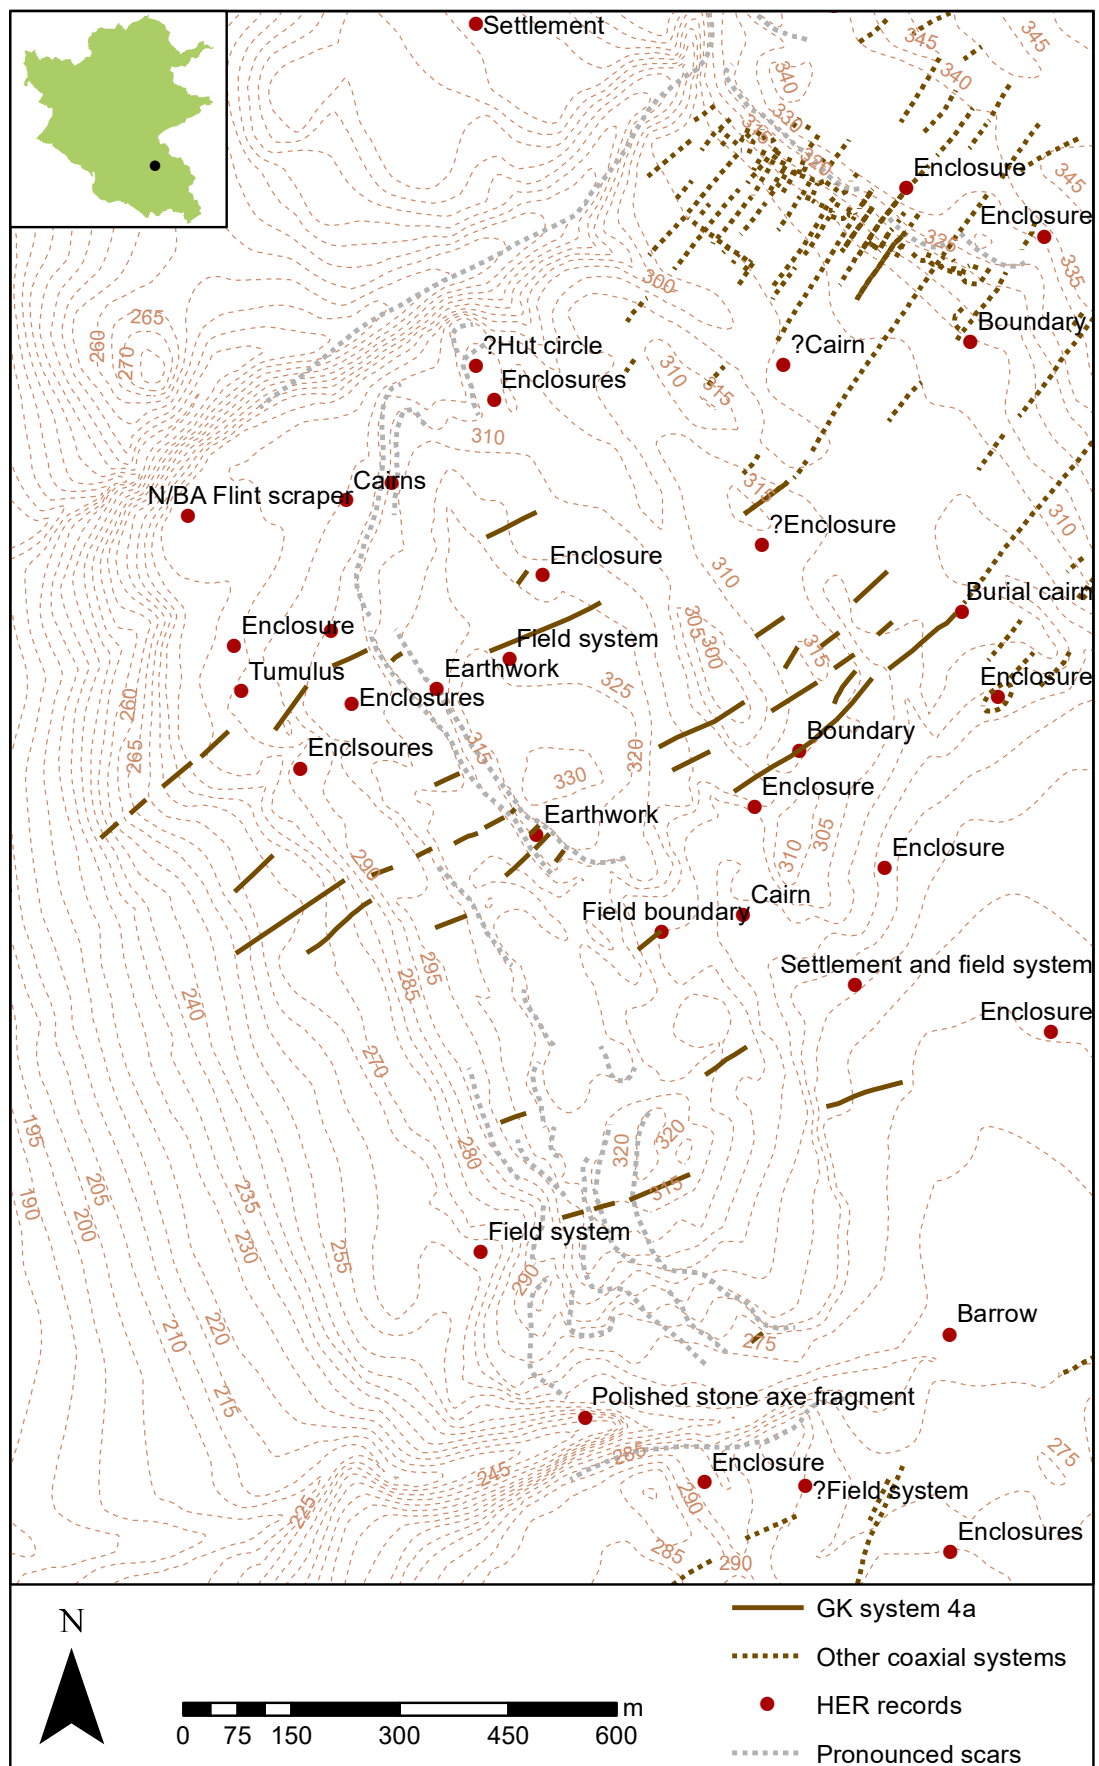 Settlement
345
345
340
340
330
315
320
Enclosure
345
Enclosure
325
335
300
265
260
270
Boundary
?Hut circle
?Cairn
Enclosures
310
315
310
Cairns
N/BA Flint scraper
315
310
?Enclosure
Enclosure
310
Burial cairn
305
300
Enclosure
Field system
315
Tumulus
Earthwork
Enclosures
325
Enclosure
260
265
Boundary
Enclsoures
315
320
330
Enclosure
Earthwork
305
310
Enclosure
290
Cairn
Field boundary
295
285
Settlement and field system
240
Enclosure
270
195
320
320
280
205
190
200
235
315
230
255
Field system
290
Barrow
220
210
275
215
Polished stone axe fragment
285
275
245
Enclosure
290
?Field system
225
Enclosures
285
290
N
GK system 4a
Other coaxial systems
HER records
Pronounced scars
m
0 75 150 300 450 600